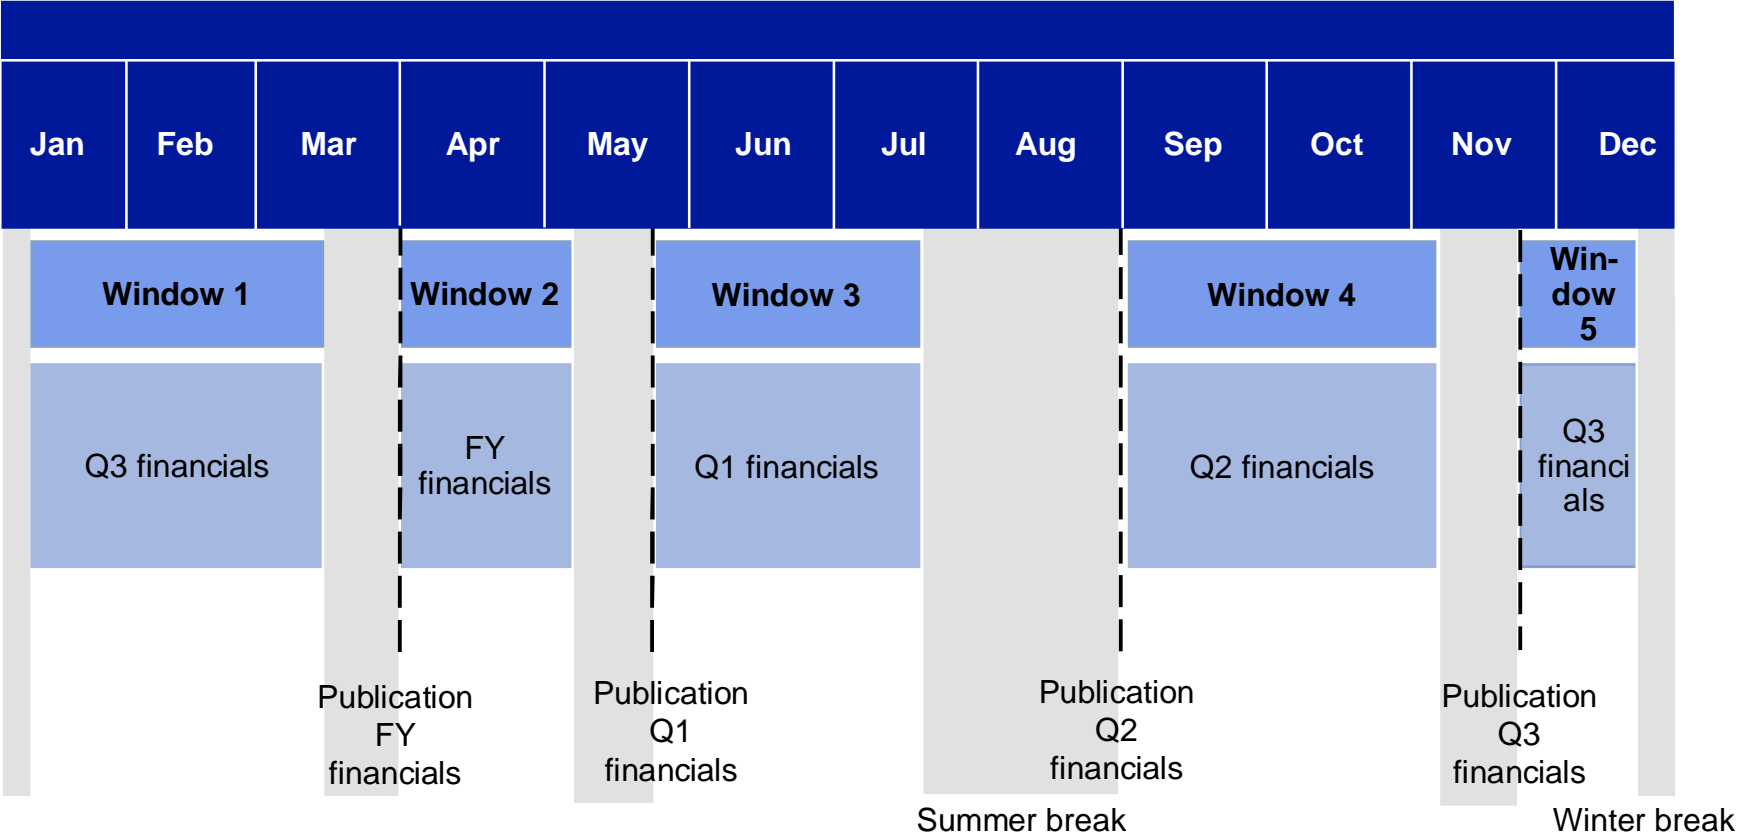 Jan Feb Mar Apr May Jun Jul Aug Sep Oct Nov Dec
Window 1
Window 2
Window 3
Window 4
Win-
dow
5
Q3 financials
FY
financials
Q1 financials
Q2 financials
Q3
financi
als
Publication
FY
financials
Publication
Q1
financials
Publication
Q2
financials
Publication
Q3
financials
Summer break
Winter break